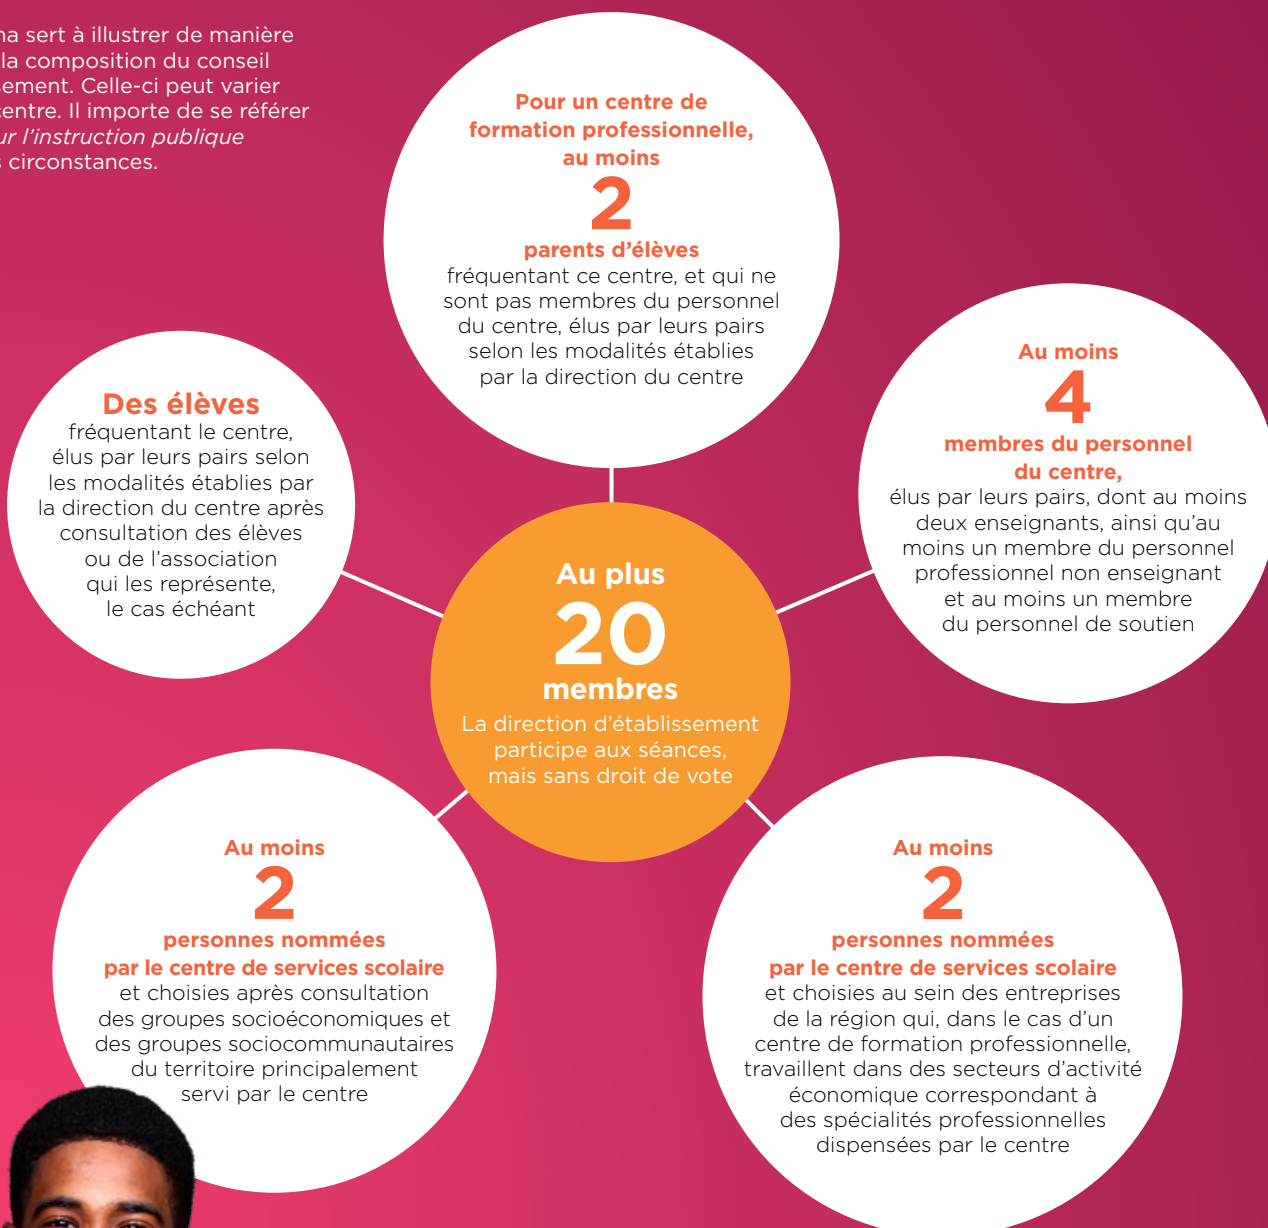 sert à illustrer de manière
la composition du conseil
Celle-ci peut varier
centre. Il importe de se référer
l’instruction publique
circonstances.
Pour un centre de
formation professionnelle,
au moins
2
parents d’élèves
fréquentant ce centre, et qui ne
sont pas membres du personnel
du centre, élus par leurs pairs
selon les modalités établies
par la direction du centre
Au moins
4
membres du personnel
du centre,
élus par leurs pairs, dont au moins
deux enseignants, ainsi qu’au
moins un membre du personnel
professionnel non enseignant
et au moins un membre
du personnel de soutien
Des élèves
fréquentant le centre,
élus par leurs pairs selon
les modalités établies par
la direction du centre après
consultation des élèves
ou de l’association
qui les représente,
le cas échéant
Au plus
20
membres
La direction d’établissement
participe aux séances,
mais sans droit de vote
Au moins
2
personnes nommées
par le centre de services scolaire
et choisies après consultation
des groupes socioéconomiques et
des groupes sociocommunautaires
du territoire principalement
servi par le centre
Au moins
2
personnes nommées
par le centre de services scolaire
et choisies au sein des entreprises
de la région qui, dans le cas d’un
centre de formation professionnelle,
travaillent dans des secteurs d’activité
économique correspondant à
des spécialités professionnelles
dispensées par le centre